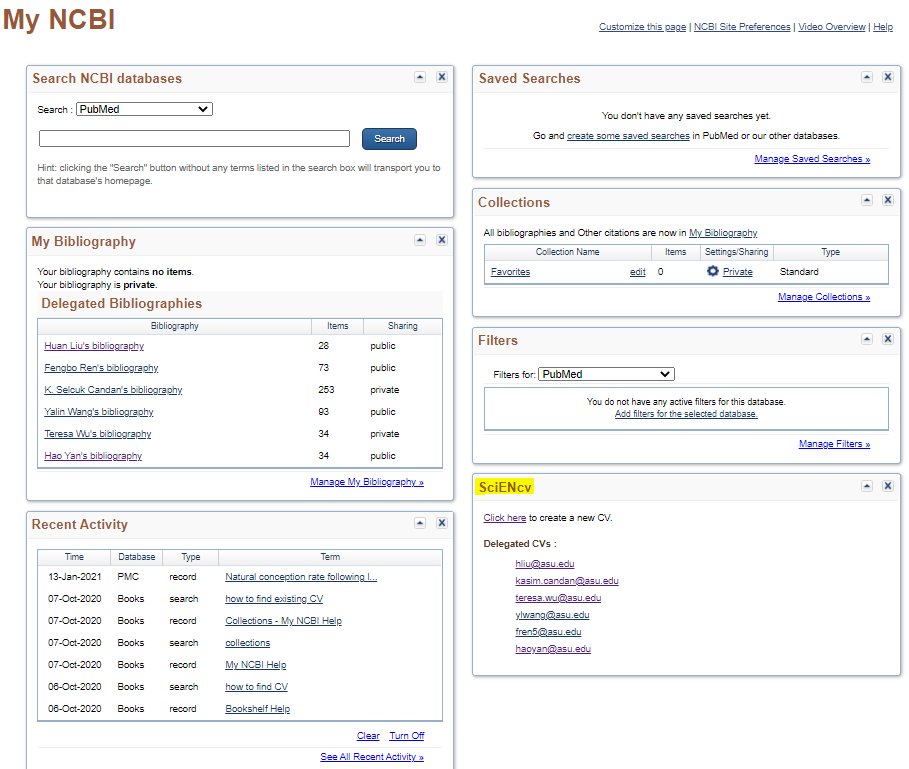 My NCBI
Customize this page | NCBI Site Preferences | Video Overview | Help
Search NCBI databases
Search : PubMed
Search
Hint: clicking the "Search" button without any terms listed in the search box will transport you to
that database's homepage.
My Bibliography
Your bibliography contains no items.
Your bibliography is private.
Delegated Bibliographies
Bibliography Items Sharing
Huan Liu's bibliography 28 public
Fengbo Ren's bibliography 73 public
K. Selcuk Candan's bibliography 253 private
Yalin Wang's bibliography 93 public
Teresa Wu's bibliography 34 private
Hao Yan's bibliography 34 public
Manage My Bibliography »
Recent Activity
Time Database Type Term
13-Jan-2021 PMC record Natural conception rate following l...
07-Oct-2020 Books search how to find existing CV
07-Oct-2020 Books record Collections - My NCBI Help
07-Oct-2020 Books search collections
07-Oct-2020 Books record My NCBI Help
06-Oct-2020 Books search how to find CV
06-Oct-2020 Books record Bookshelf Help
Clear Turn Off
See All Recent Activity »
Saved Searches
You don't have any saved searches yet.
Go and create some saved searches in PubMed or our other databases.
Manage Saved Searches »
Collections
All bibliographies and Other citations are now in My Bibliography
Collection Name Items Settings/Sharing Type
Favorites edit 0 Private Standard
Manage Collections »
Filters
Filters for: PubMed
You do not have any active filters for this database.
Add filters for the selected database.
Manage Filters »
SciENcv
Click here to create a new CV.
Delegated CVs :
hliu@asu.edu
kasim.candan@asu.edu
teresa.wu@asu.edu
ylwang@asu.edu
fren5@asu.edu
haoyan@asu.edu